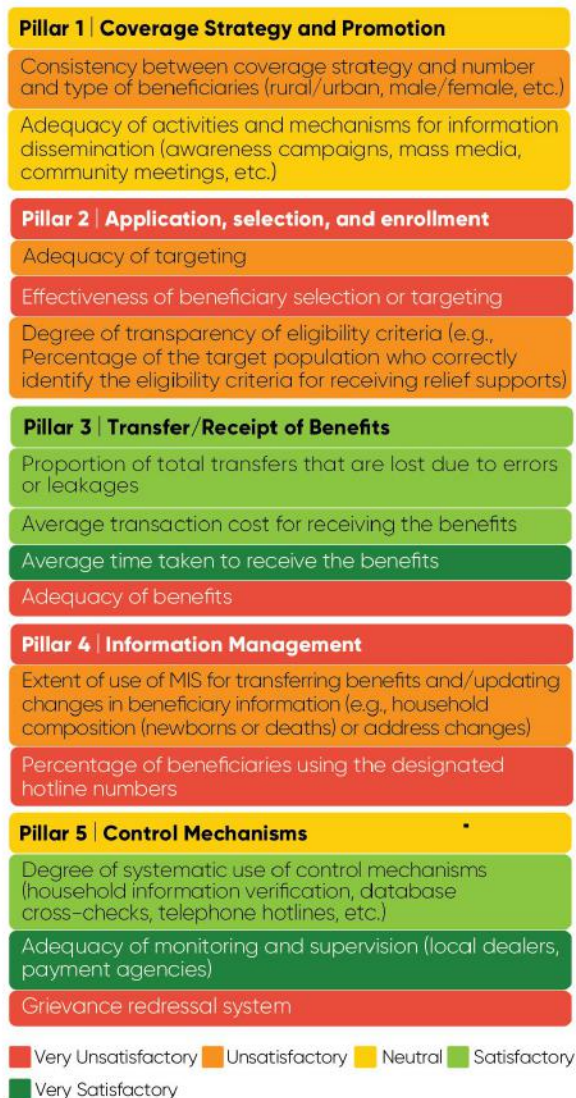 Pillar 1 | Coverage Strategy and Promotion
Consistency between coverage strategy and number
and type of beneficiaries (rural/urban, male/female, etc.)
Adequacy of activities and mechanisms for information
dissemination (awareness campaigns, mass media,
community meetings, etc.)
Pillar 2 | Application, selection, and enrollment
Adequacy of targeting
Effectiveness of beneficiary selection or targeting
Degree of transparency of eligibility criteria (e.g.,
Percentage of the target population who correctly
identify the eligibility criteria for receiving relief supports)
Pillar 3 | Transfer/Receipt of Benefits
Proportion of total transfers that are lost due to errors
or leakages
Average transaction cost for receiving the benefits
Average time taken to receive the benefits
Adequacy of benefits
Pillar 4 | Information Management
Extent of use of MIS for transferring benefits and/updating
changes in beneficiary information (e.g., household
composition (newborns or deaths) or address changes)
Percentage of beneficiaries using the designated
hotline numbers
Pillar 5 | Control Mechanisms
Degree of systematic use of control mechanisms
(household information verification, database
cross-checks, telephone hotlines, etc.)
Adequacy of monitoring and supervision (local dealers,
payment agencies)
Grievance redressal system
Very Unsatisfactory Unsatisfactory Neutral Satisfactory
Very Satisfactory